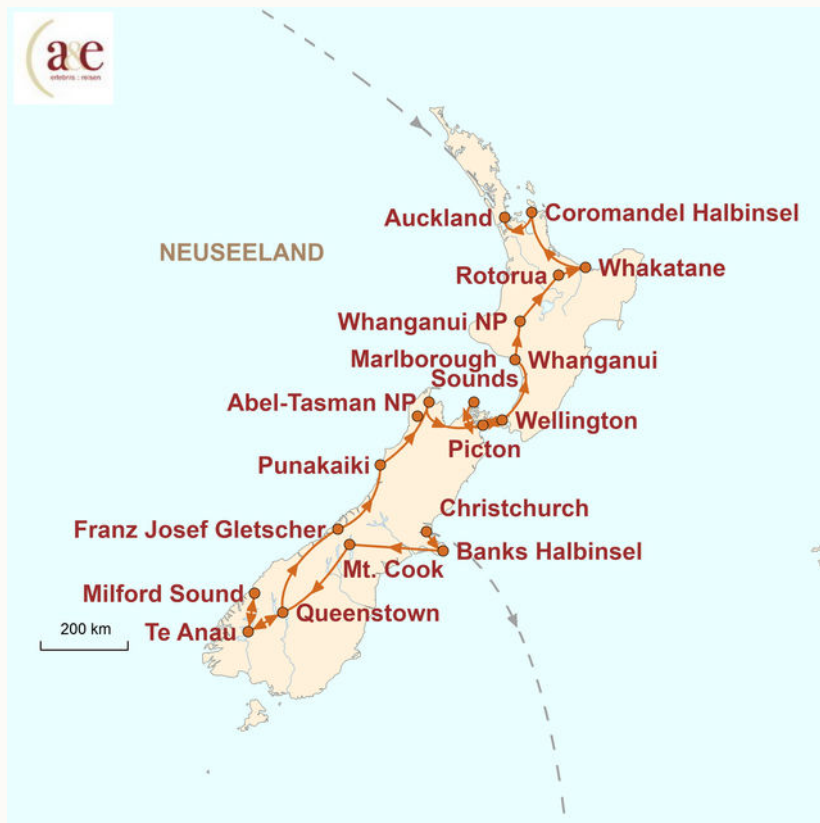 a&e
erlebnis : reisen
Auckland
Coromandel Halbinsel
NEUSEELAND
Rotorua
Whakatane
Whanganui NP
Marlborough
Sounds
Whanganui
Abel-Tasman NP
Wellington
Picton
Punakaiki
Christchurch
Franz Josef Gletscher
Banks Halbinsel
Mt. Cook
Milford Sound
Queenstown
200 km
Te Anau